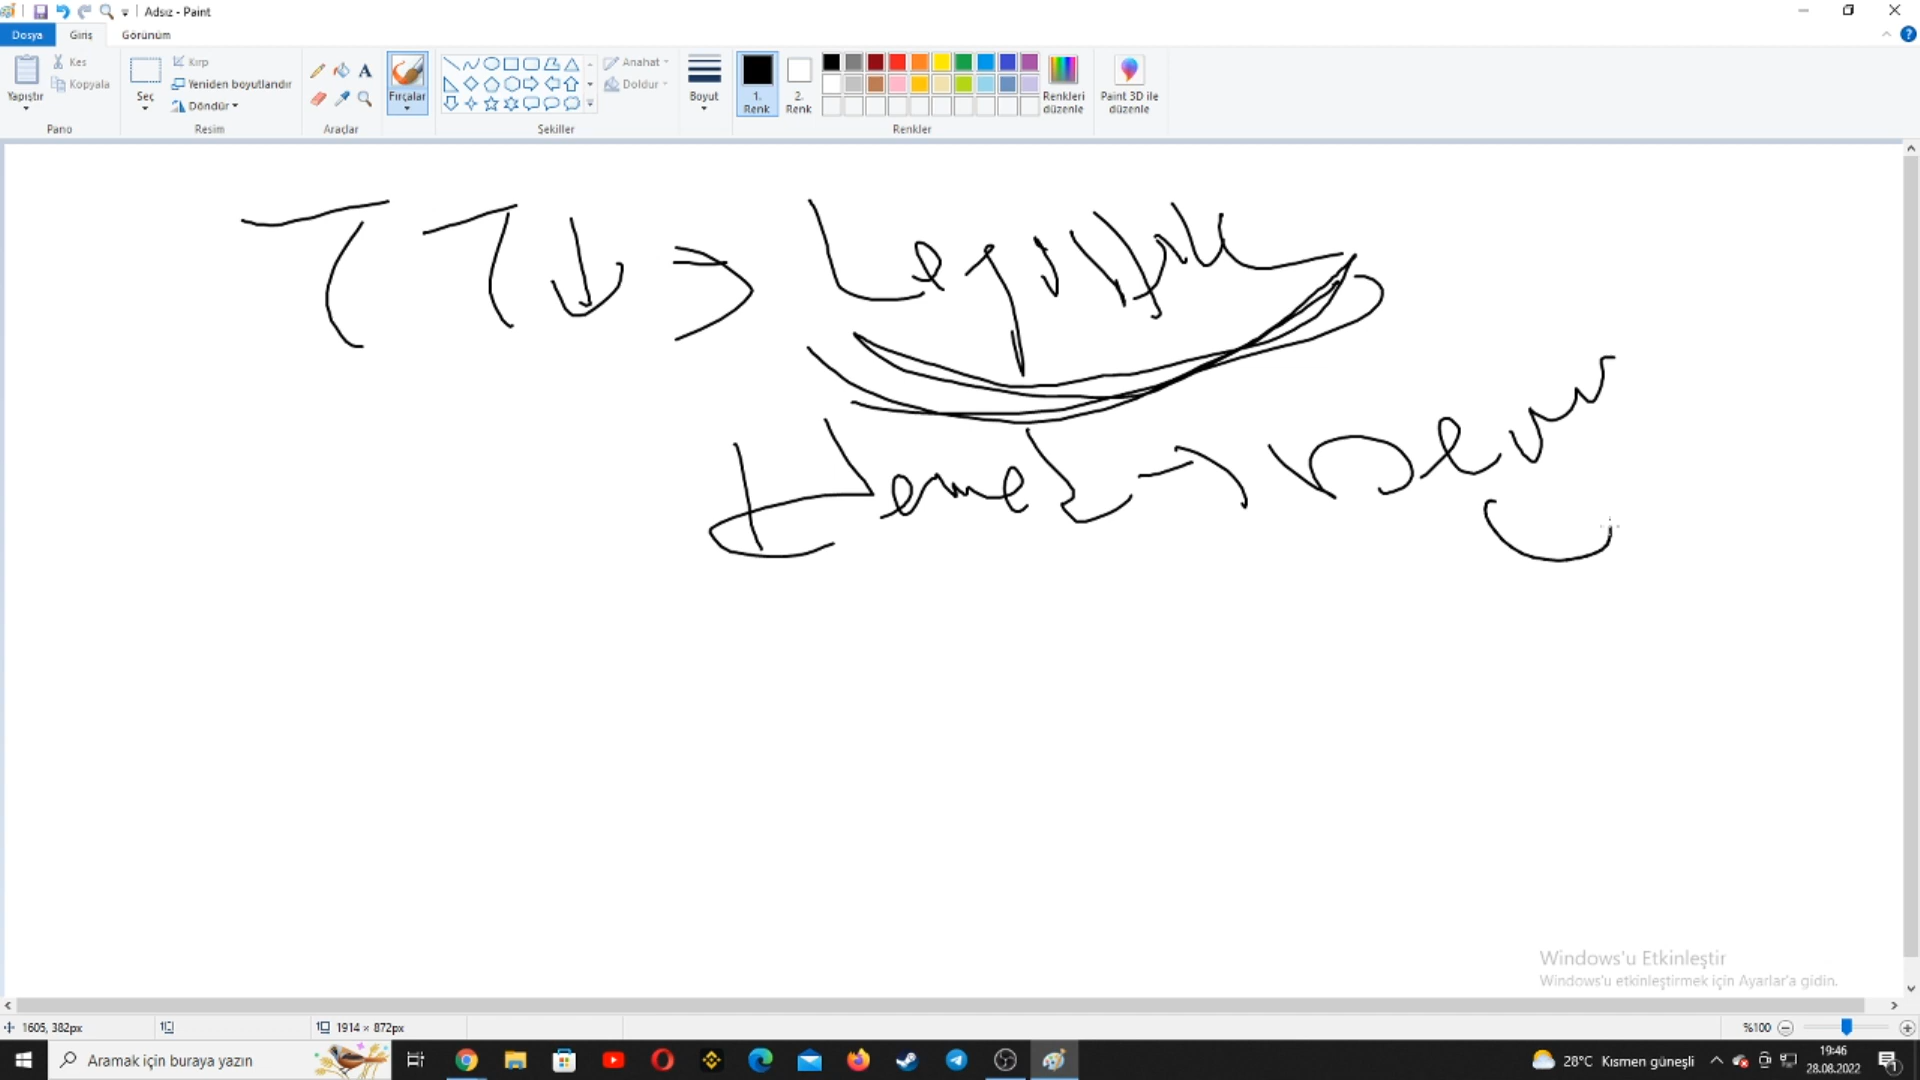 Adsız - Paint
Dosya Giriş Görünüm
Yapıştır Kes Kopyala Pano
Seç Kırp Yeniden boyutlandır Döndür Resim
A Araçlar
Fırçalar
Anahat Doldur Şekiller
Boyut
1. Renk 2. Renk Renkleri düzenle Renkler
Paint 3D ile düzenle
Windows'u Etkinleştir
Windows'u etkinleştirmek için Ayarlar'a gidin.
1605, 382px 1914 × 872px %100
Aramak için buraya yazın 28°C Kısmen güneşli 19:46
28.08.2022 1